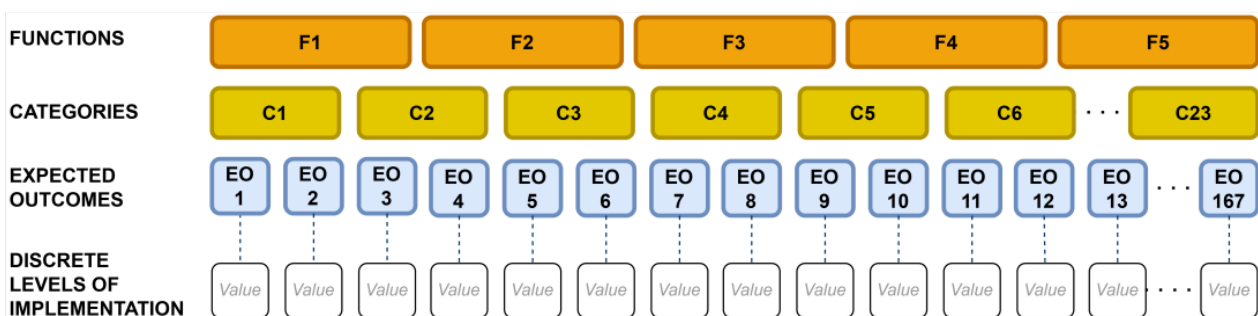 FUNCTIONS
F1 F2 F3 F4 F5
CATEGORIES
C1 C2 C3 C4 C5 C6 . . . C23
EXPECTED
OUTCOMES
EO EO EO EO EO EO EO EO EO EO EO EO EO . . . EO
1 2 3 4 5 6 7 8 9 10 11 12 13 167
DISCRETE
LEVELS OF
IMPLEMENTATION
Value Value Value Value Value Value Value Value Value Value Value Value Value . . . . Value